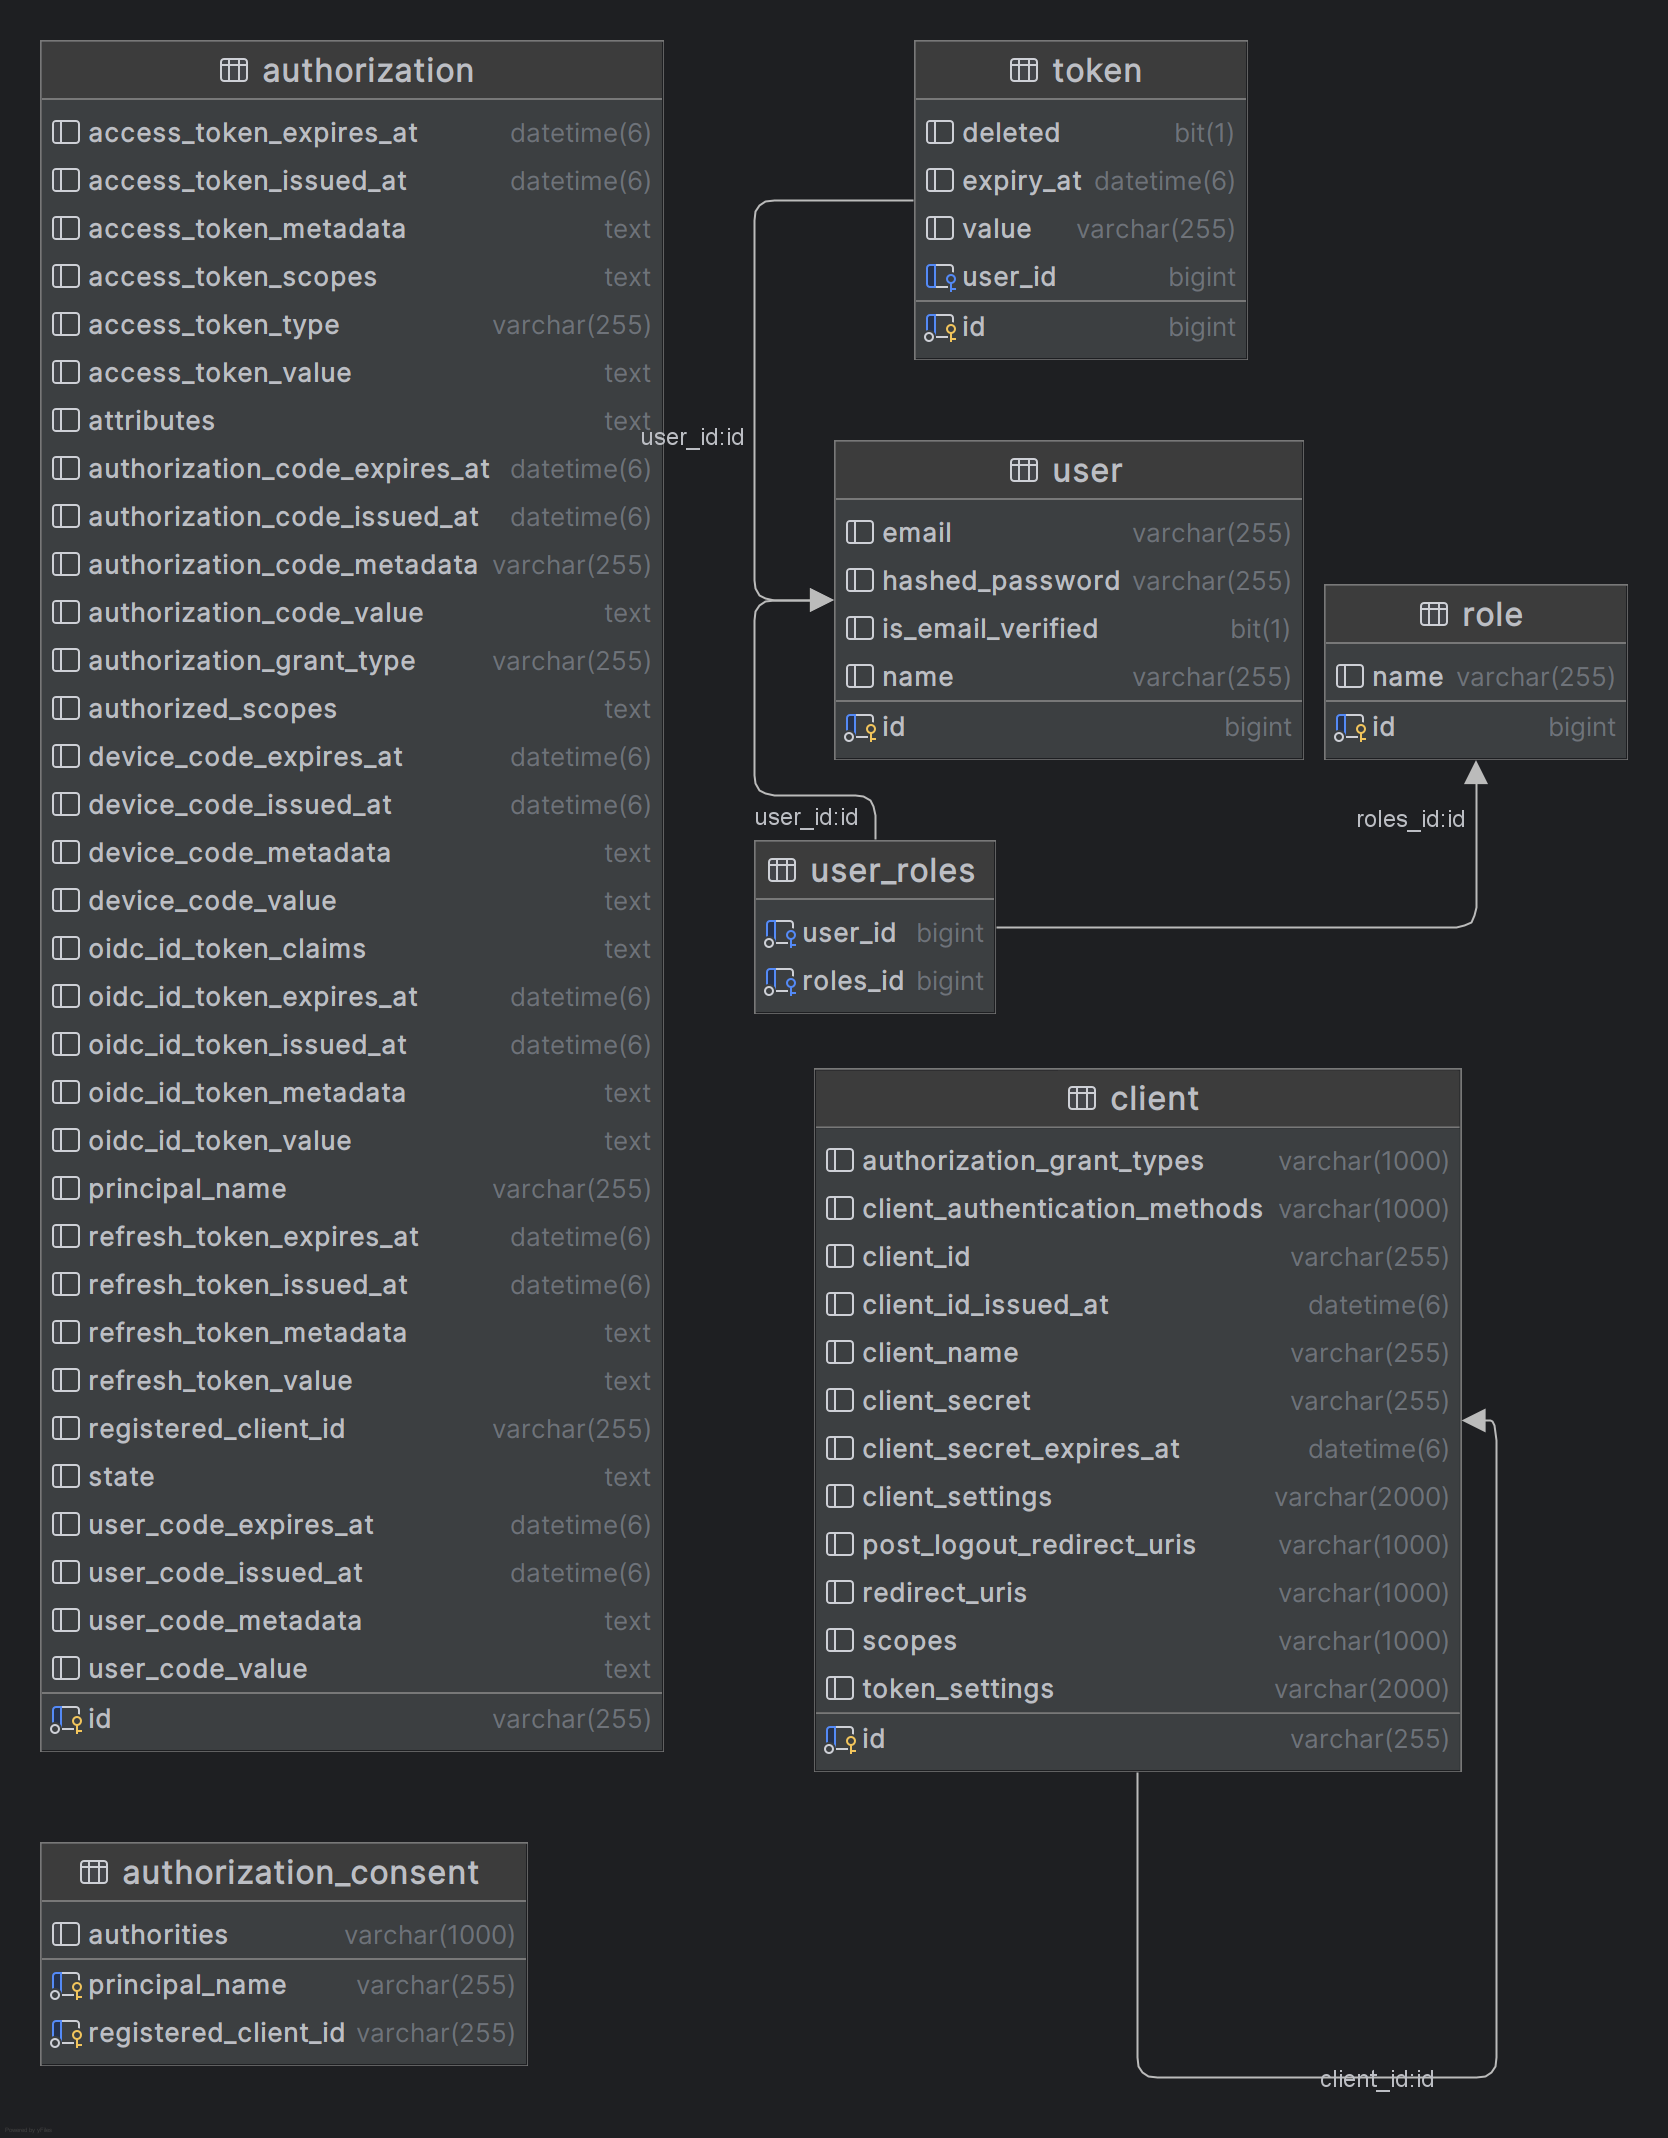 authorization
access_token_expires_at datetime(6)
access_token_issued_at datetime(6)
access_token_metadata text
access_token_scopes text
access_token_type varchar(255)
access_token_value text
attributes text
authorization_code_expires_at datetime(6)
authorization_code_issued_at datetime(6)
authorization_code_metadata varchar(255)
authorization_code_value text
authorization_grant_type varchar(255)
authorized_scopes text
device_code_expires_at datetime(6)
device_code_issued_at datetime(6)
device_code_metadata text
device_code_value text
oidc_id_token_claims text
oidc_id_token_expires_at datetime(6)
oidc_id_token_issued_at datetime(6)
oidc_id_token_metadata text
oidc_id_token_value text
principal_name varchar(255)
refresh_token_expires_at datetime(6)
refresh_token_issued_at datetime(6)
refresh_token_metadata text
refresh_token_value text
registered_client_id varchar(255)
state text
user_code_expires_at datetime(6)
user_code_issued_at datetime(6)
user_code_metadata text
user_code_value text
id varchar(255)
token
deleted bit(1)
expiry_at datetime(6)
value varchar(255)
user_id bigint
id bigint
user_id:id
user
email varchar(255)
hashed_password varchar(255)
is_email_verified bit(1)
name varchar(255)
id bigint
role
name varchar(255)
id bigint
user_id:id
roles_id:id
user_roles
user_id bigint
roles_id bigint
client
authorization_grant_types varchar(1000)
client_authentication_methods varchar(1000)
client_id varchar(255)
client_id_issued_at datetime(6)
client_name varchar(255)
client_secret varchar(255)
client_secret_expires_at datetime(6)
client_settings varchar(2000)
post_logout_redirect_uris varchar(1000)
redirect_uris varchar(1000)
scopes varchar(1000)
token_settings varchar(2000)
id varchar(255)
client_id:id
authorization_consent
authorities varchar(1000)
principal_name varchar(255)
registered_client_id varchar(255)
Powered by yFiles